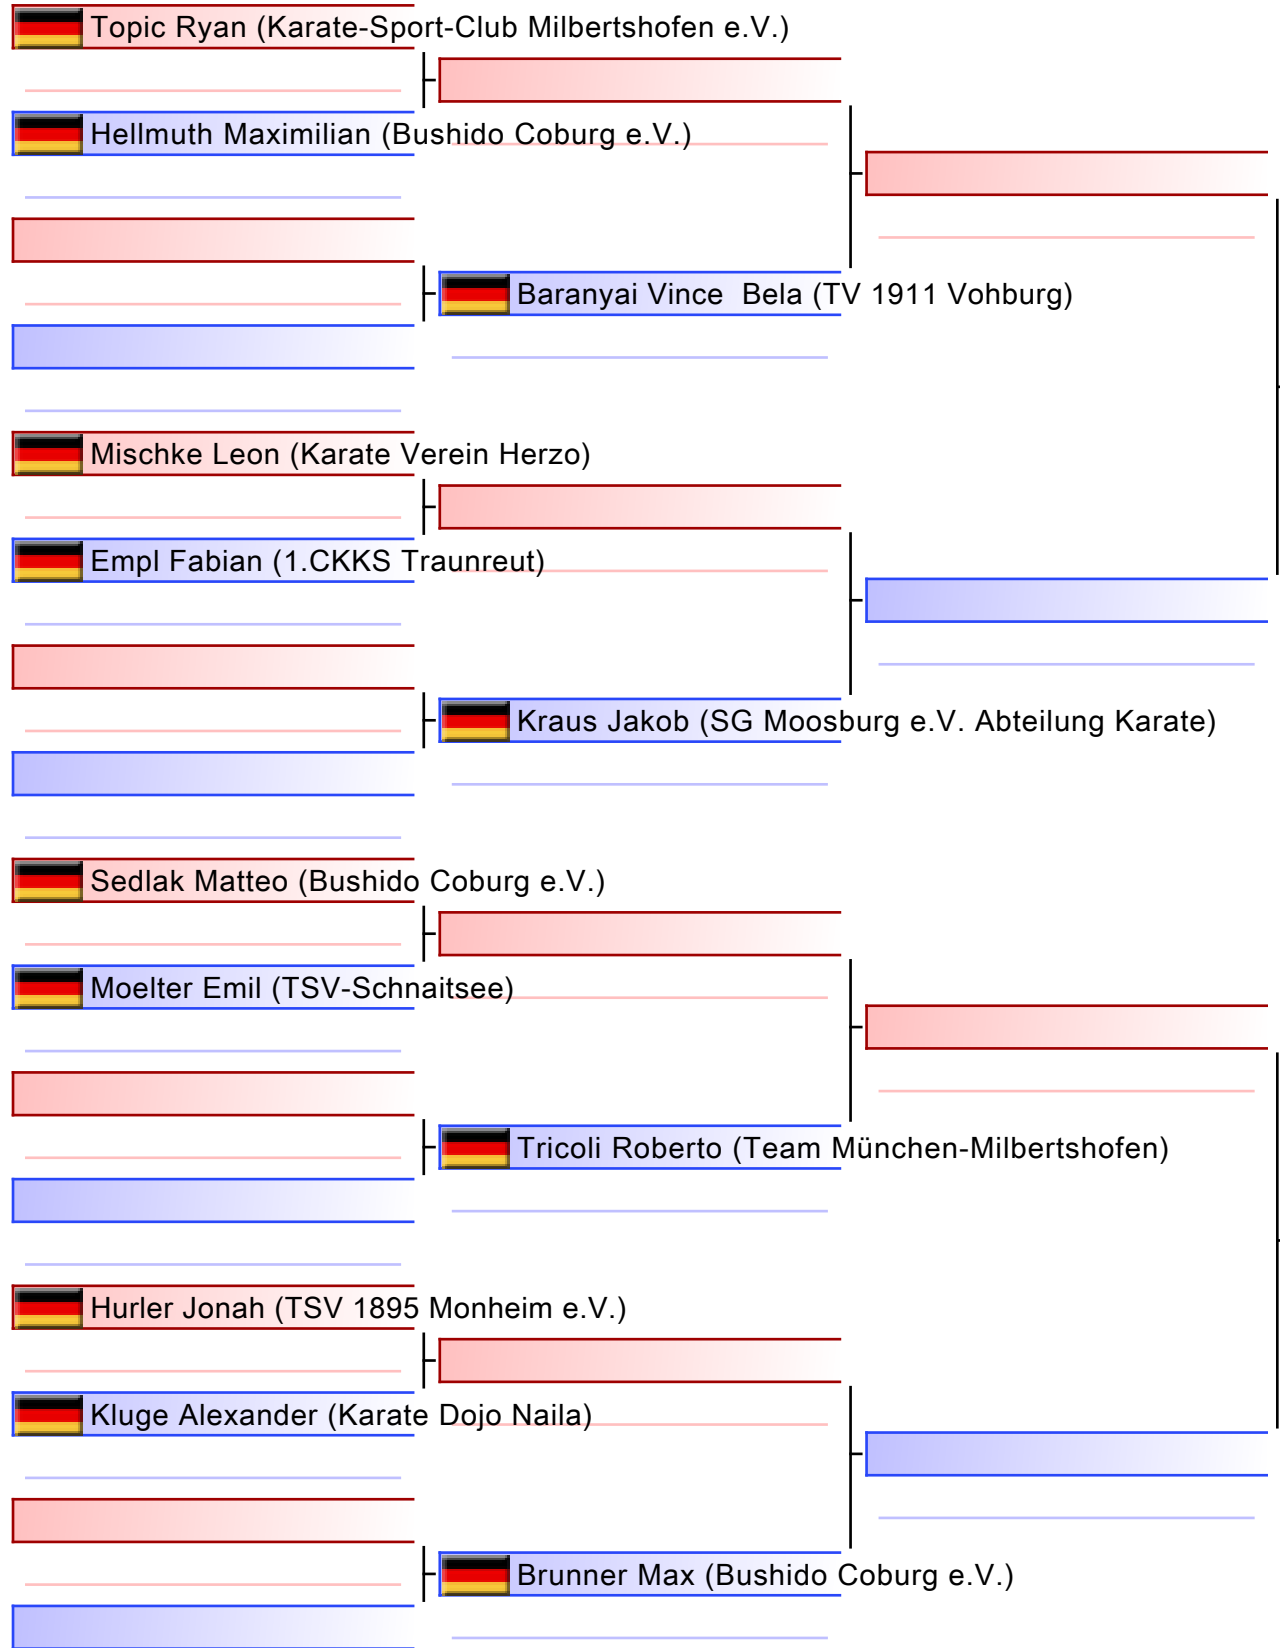 Topic Ryan (Karate-Sport-Club Milbertshofen e.V.)
Hellmuth Maximilian (Bushido Coburg e.V.)
Baranyai Vince  Bela (TV 1911 Vohburg)
Mischke Leon (Karate Verein Herzo)
Empl Fabian (1.CKKS Traunreut)
Kraus Jakob (SG Moosburg e.V. Abteilung Karate)
Sedlak Matteo (Bushido Coburg e.V.)
Moelter Emil (TSV-Schnaitsee)
Tricoli Roberto (Team München-Milbertshofen)
Hurler Jonah (TSV 1895 Monheim e.V.)
Kluge Alexander (Karate Dojo Naila)
Brunner Max (Bushido Coburg e.V.)